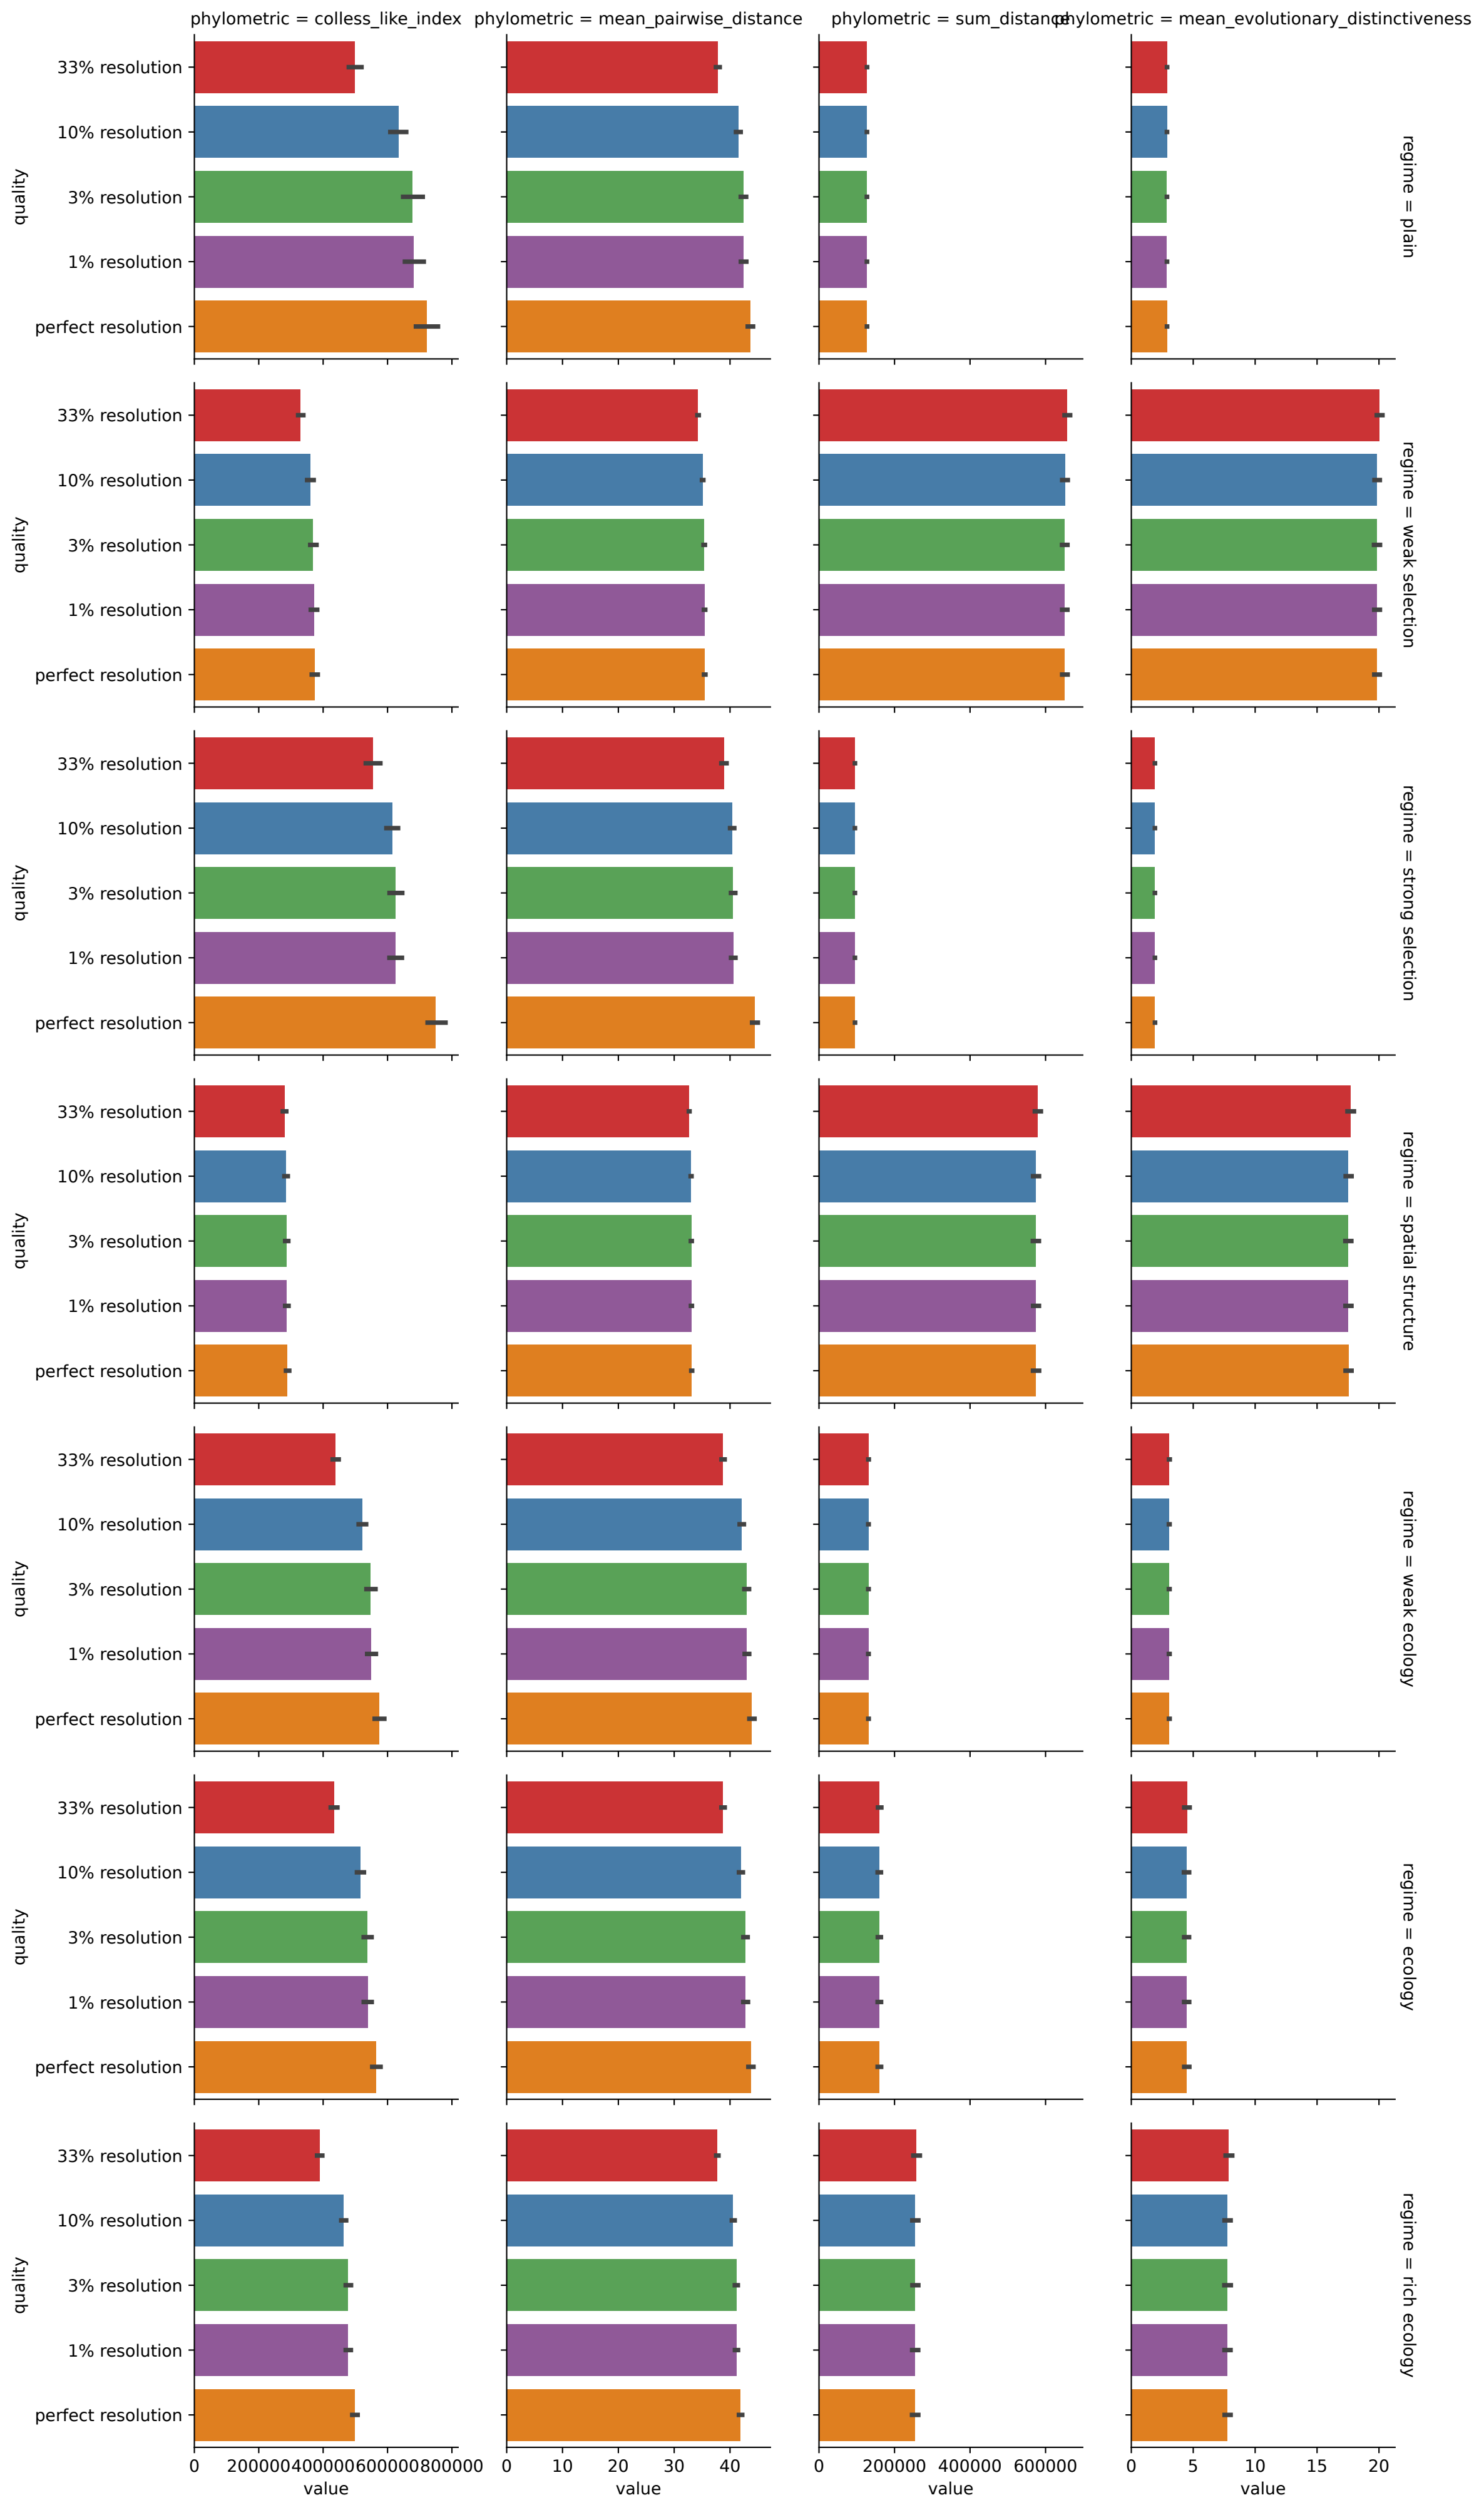 phylometric = colless_like_index
phylometric = mean_pairwise_distance
phylometric = sum_distance
phylometric = mean_evolutionary_distinctiveness
quality
33% resolution
10% resolution
3% resolution
1% resolution
perfect resolution
regime = plain
quality
33% resolution
10% resolution
3% resolution
1% resolution
perfect resolution
regime = weak selection
quality
33% resolution
10% resolution
3% resolution
1% resolution
perfect resolution
regime = strong selection
quality
33% resolution
10% resolution
3% resolution
1% resolution
perfect resolution
regime = spatial structure
quality
33% resolution
10% resolution
3% resolution
1% resolution
perfect resolution
regime = weak ecology
quality
33% resolution
10% resolution
3% resolution
1% resolution
perfect resolution
regime = ecology
quality
33% resolution
10% resolution
3% resolution
1% resolution
perfect resolution
regime = rich ecology
0 200000 400000 600000 800000
value
0 10 20 30 40
value
0 200000 400000 600000
value
0 5 10 15 20
value